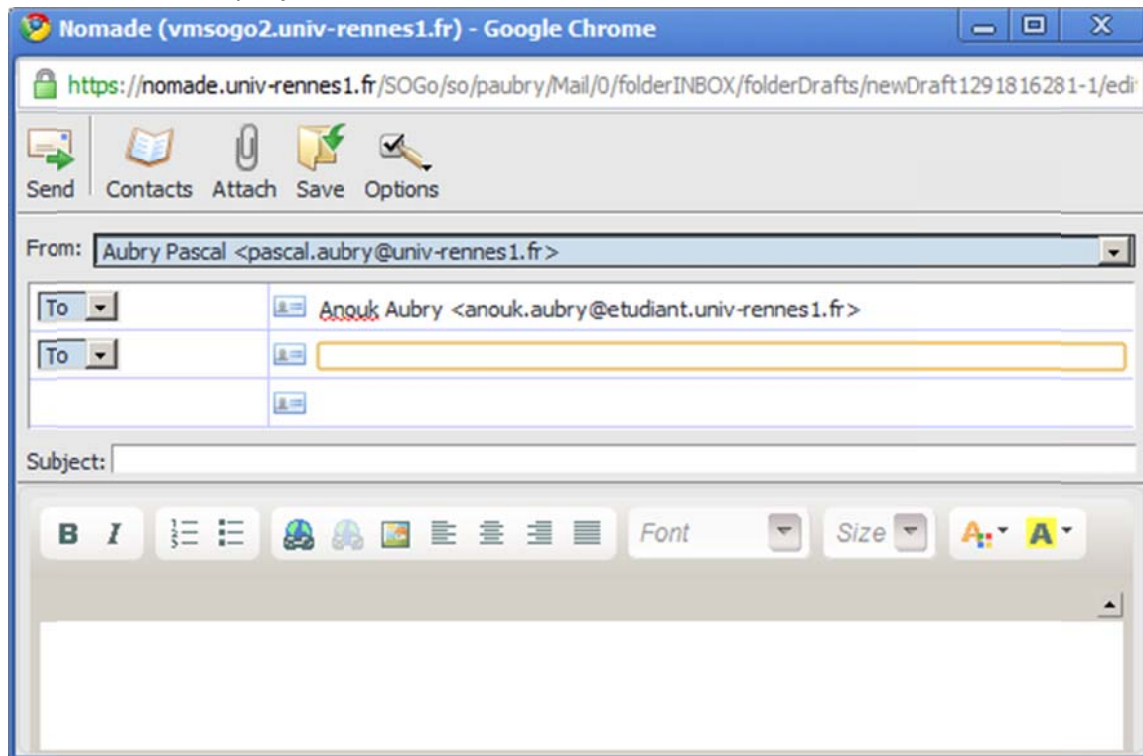 Nomade (vmsogo2.univ-rennes1.fr) - Google Chrome
https://nomade.univ-rennes1.fr/SOGo/so/paubry/Mail/0/folderINBOX/folderDrafts/newDraft1291816281-1/edi
Send Contacts Attach Save Options
From: Aubry Pascal <pascal.aubry@univ-rennes1.fr>
To Anouk Aubry <anouk.aubry@etudiant.univ-rennes1.fr>
To
Subject:
B I Font Size A A